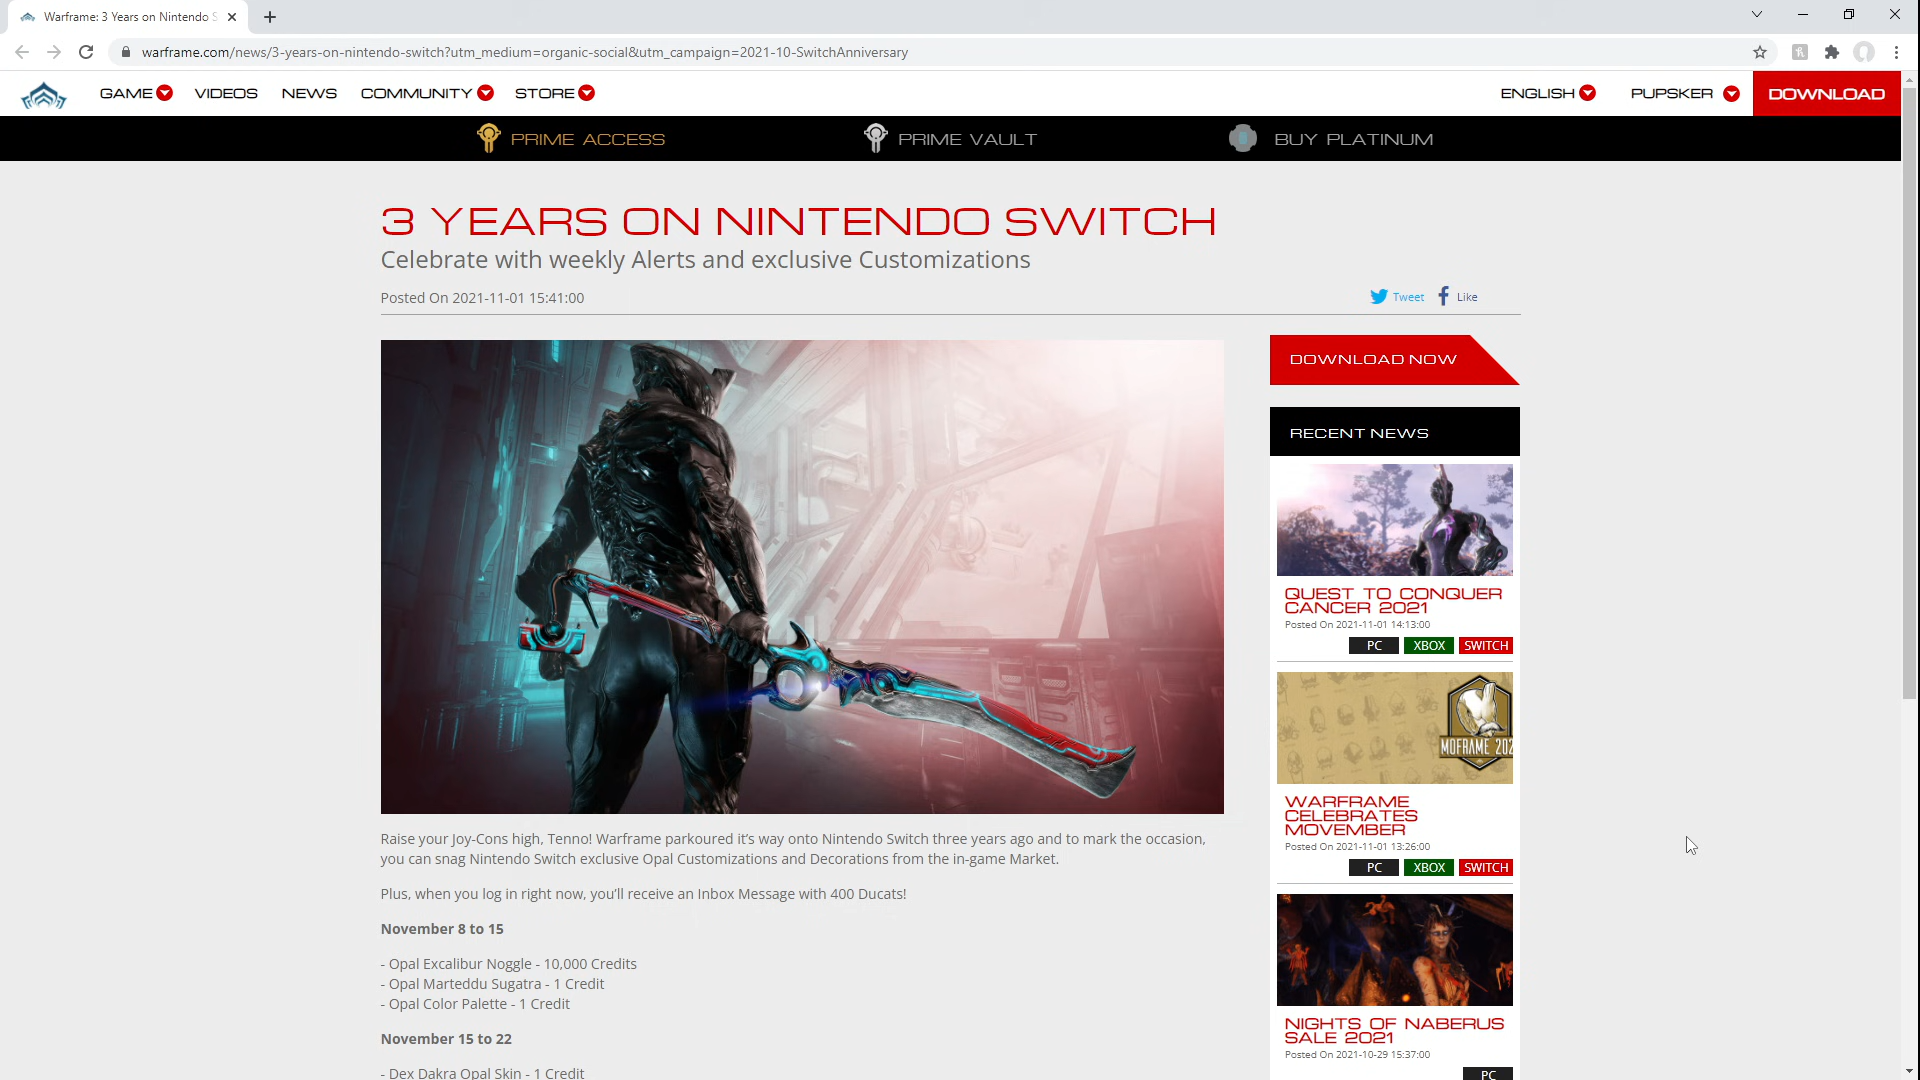 Warframe: 3 Years on Nintendo S
warframe.com/news/3-years-on-nintendo-switch?utm_medium=organic-social&utm_campaign=2021-10-SwitchAnniversary
GAME VIDEOS NEWS COMMUNITY STORE ENGLISH PUPSKER DOWNLOAD
PRIME ACCESS PRIME VAULT BUY PLATINUM
3 YEARS ON NINTENDO SWITCH
Celebrate with weekly Alerts and exclusive Customizations
Posted On 2021-11-01 15:41:00
Tweet Like
Raise your Joy-Cons high, Tenno! Warframe parkoured it's way onto Nintendo Switch three years ago and to mark the occasion,
you can snag Nintendo Switch exclusive Opal Customizations and Decorations from the in-game Market.
Plus, when you log in right now, you'll receive an Inbox Message with 400 Ducats!
November 8 to 15
- Opal Excalibur Noggle - 10,000 Credits
- Opal Marteddu Sugatra - 1 Credit
- Opal Color Palette - 1 Credit
November 15 to 22
- Dex Dakra Opal Skin - 1 Credit
DOWNLOAD NOW
RECENT NEWS
QUEST TO CONQUER
CANCER 2021
Posted On 2021-11-01 14:13:00
PC XBOX SWITCH
MOFRAME 202
WARFRAME
CELEBRATES
MOVEMBER
Posted On 2021-11-01 13:26:00
PC XBOX SWITCH
NIGHTS OF NABERUS
SALE 2021
Posted On 2021-10-29 15:37:00
PC